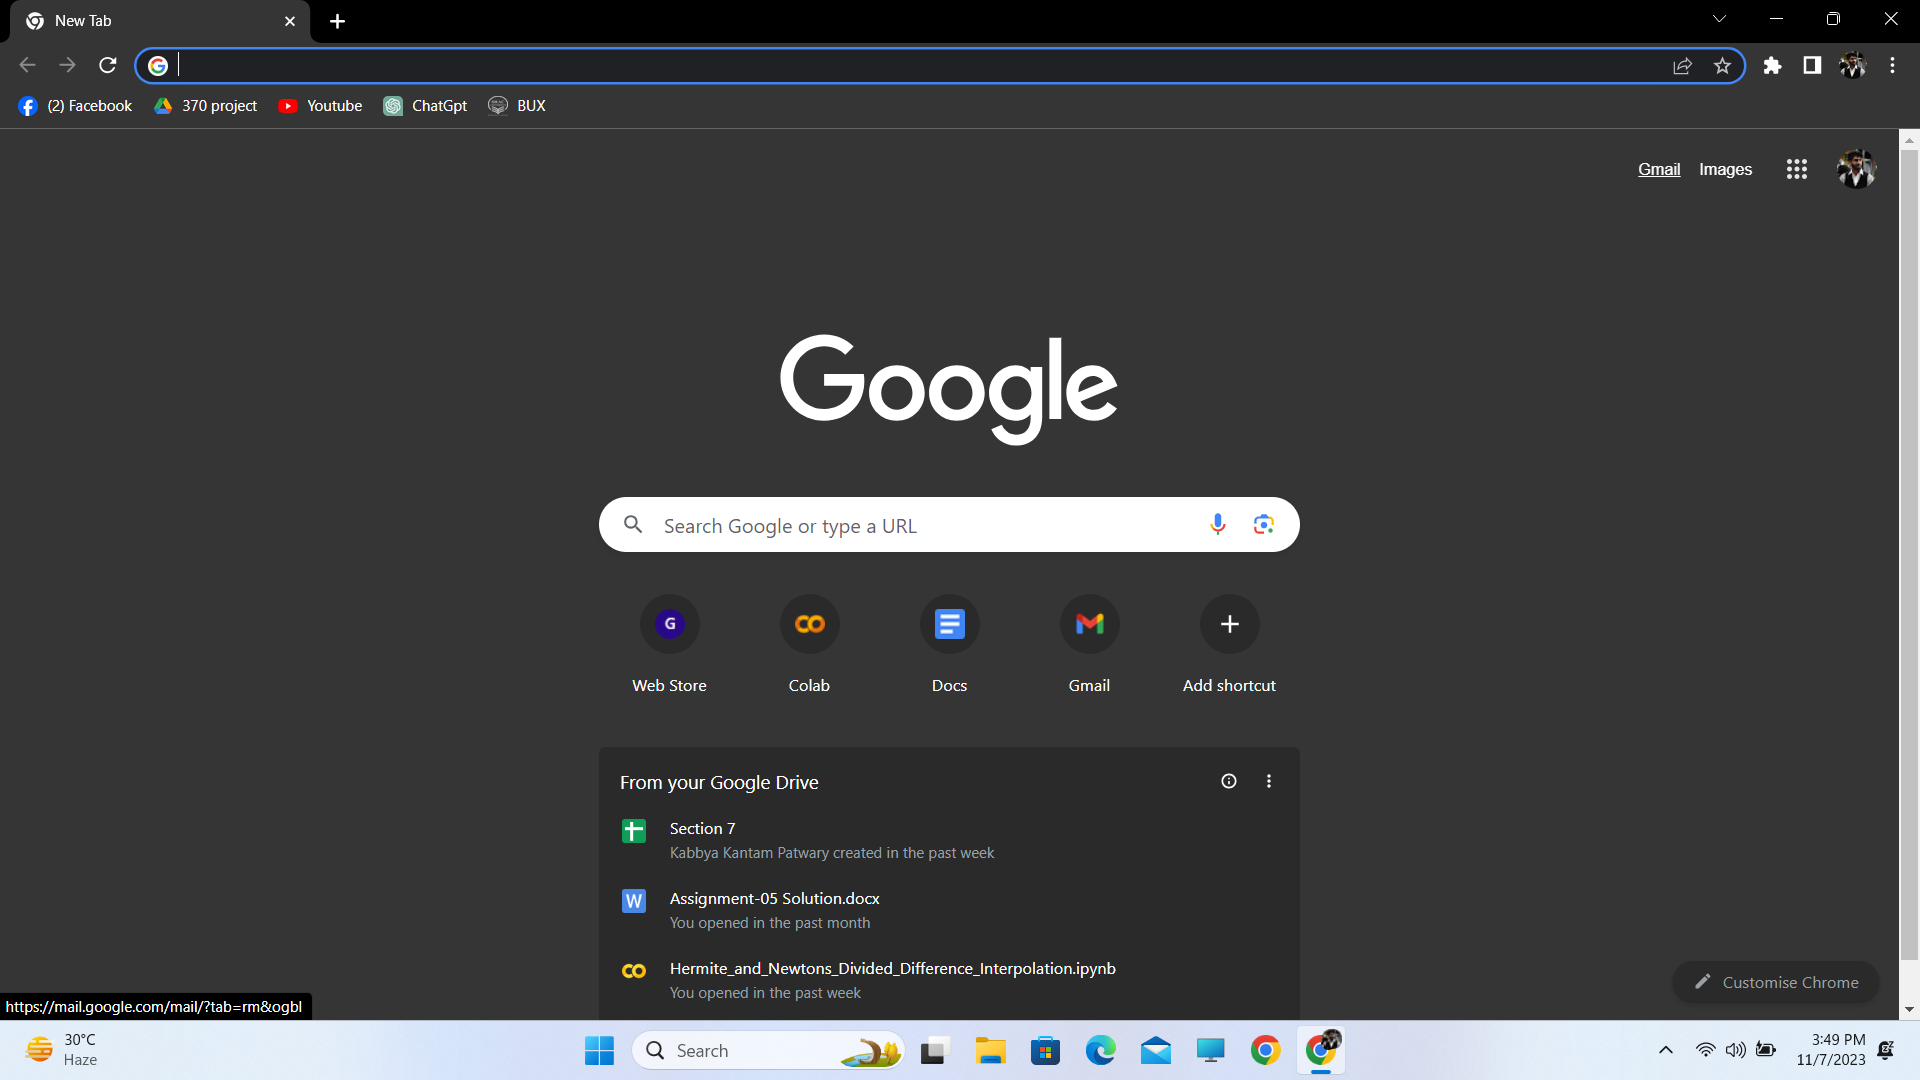 New Tab
(2) Facebook 370 project Youtube ChatGpt BUX
Gmail Images
Google
Search Google or type a URL
G
Web Store Colab Docs Gmail Add shortcut
From your Google Drive
Section 7
Kabbya Kantam Patwary created in the past week
W
Assignment-05 Solution.docx
You opened in the past month
Hermite_and_Newtons_Divided_Difference_Interpolation.ipynb
You opened in the past week
Customise Chrome
https://mail.google.com/mail/?tab=rm&ogbl
30°C
Haze
Search
3:49 PM
11/7/2023